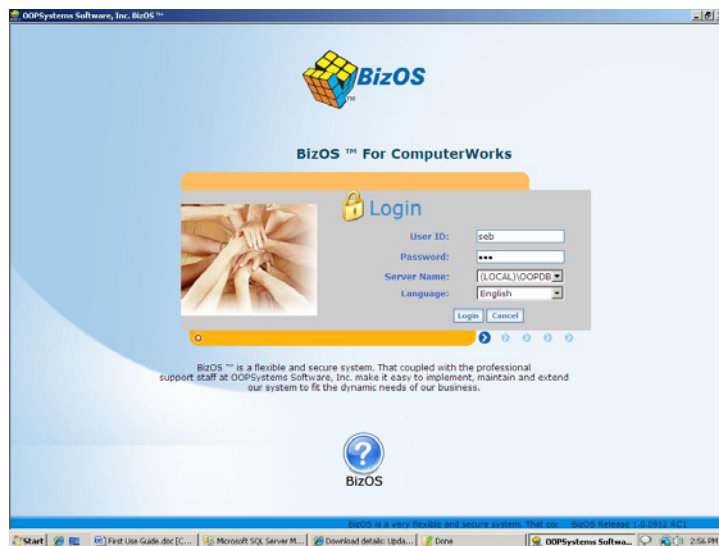 OOPSystems Software, Inc. BizOS ™
BizOS
TM
BizOS ™ For ComputerWorks
Login
User ID: seb
Password: •••
Server Name: (LOCAL)\OOPDB
Language: English
Login Cancel
BizOS ™ is a flexible and secure system. That coupled with the professional
support staff at OOPSystems Software, Inc. make it easy to implement, maintain and extend
our system to fit the dynamic needs of our business.
?
BizOS
BizOS is a very flexible and secure system. That cou BizOS Release 1.0.0912 RC1
Start First Use Guide.doc [C... Microsoft SQL Server M... Download details: Upda... Done OOPSystems Softwa... 2:56 PM